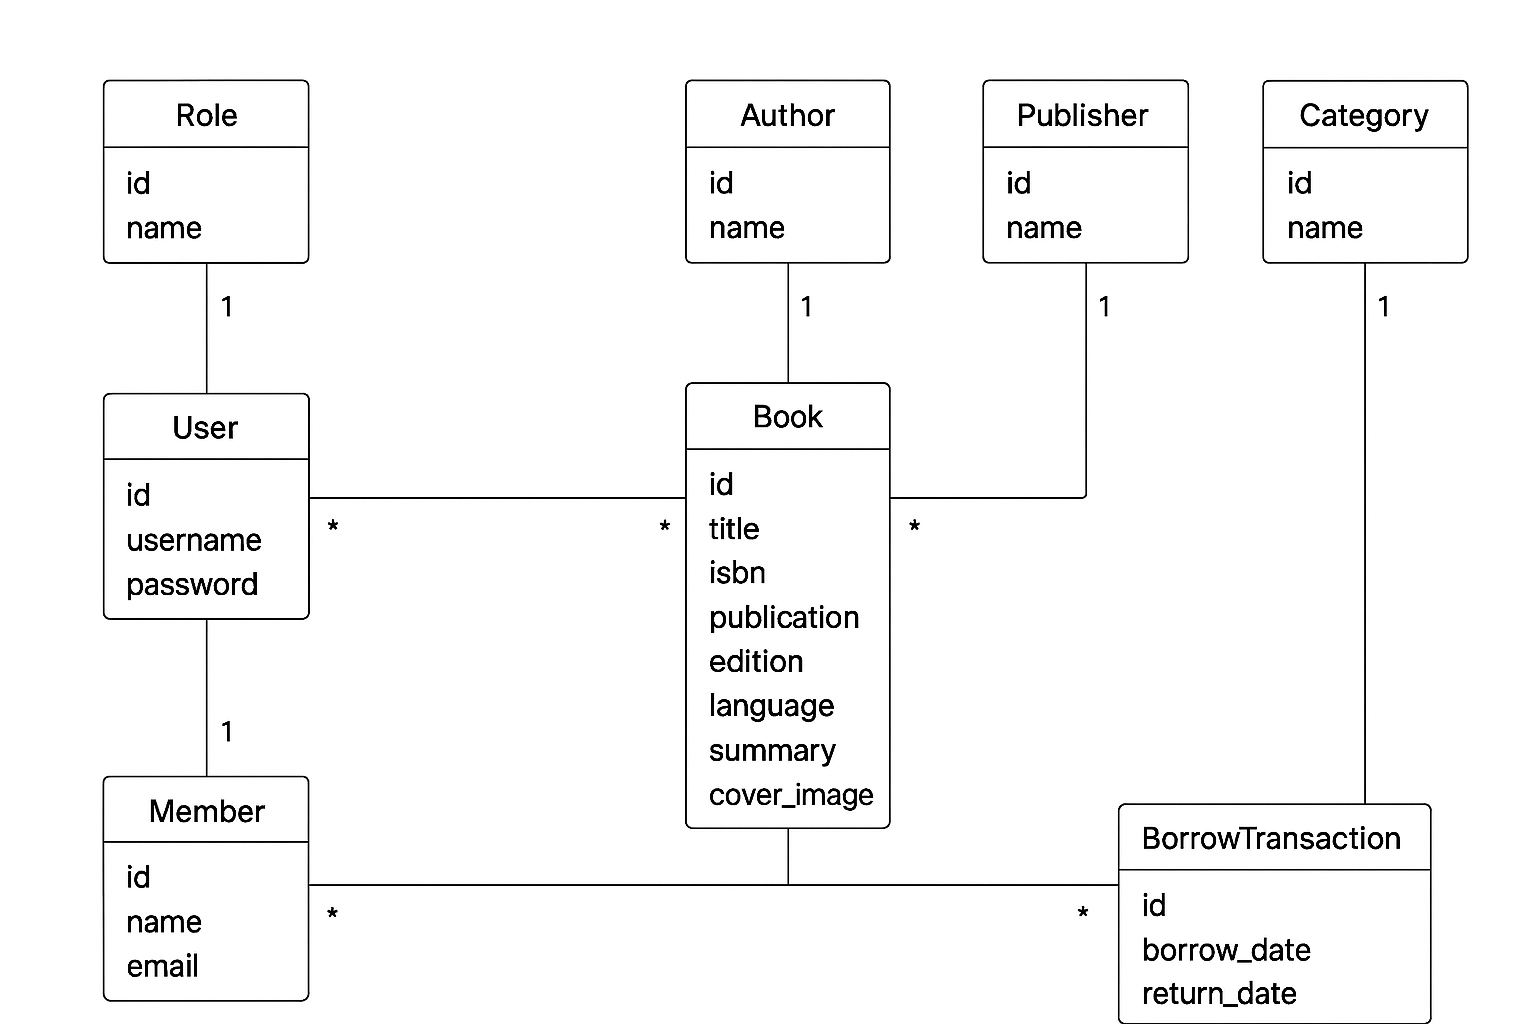 Role
id
name
Author
id
name
Publisher
id
name
Category
id
name
1
1
1
1
User
id
username
password
*
*
Book
id
title
isbn
publication
edition
language
summary
cover_image
*
1
Member
id
name
email
*
*
BorrowTransaction
id
borrow_date
return_date